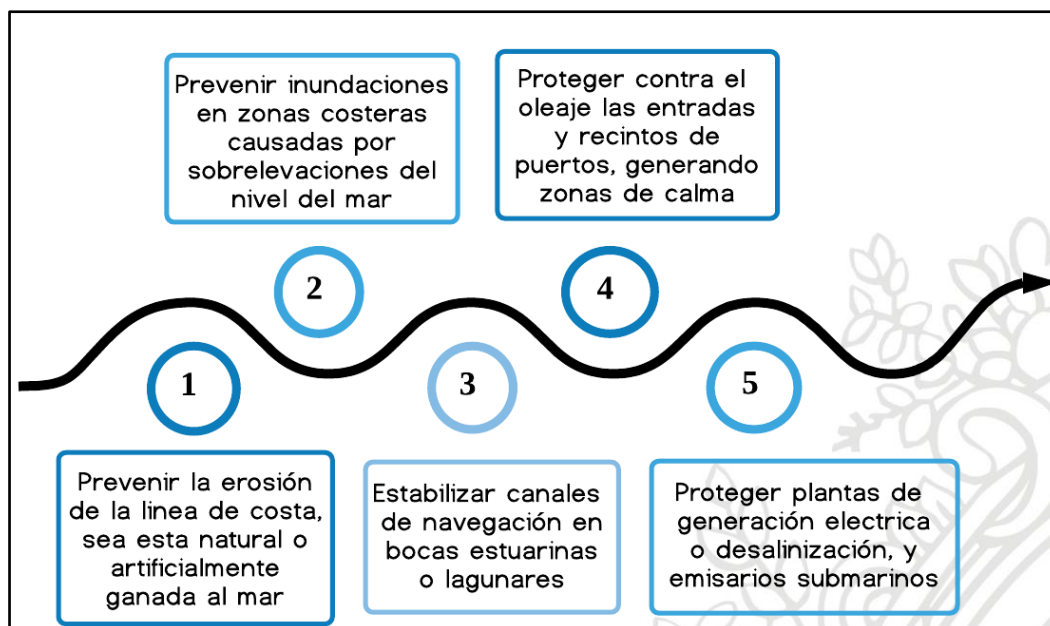 Prevenir inundaciones
en zonas costeras
causadas por
sobrelevaciones del
nivel del mar
Proteger contra el
oleaje las entradas
y recintos de
puertos, generando
zonas de calma
2
4
1
3
5
Prevenir la erosión
de la linea de costa,
sea esta natural o
artificialmente
ganada al mar
Estabilizar canales
de navegación en
bocas estuarinas
o lagunares
Proteger plantas de
generación electrica
o desalinización, y
emisarios submarinos